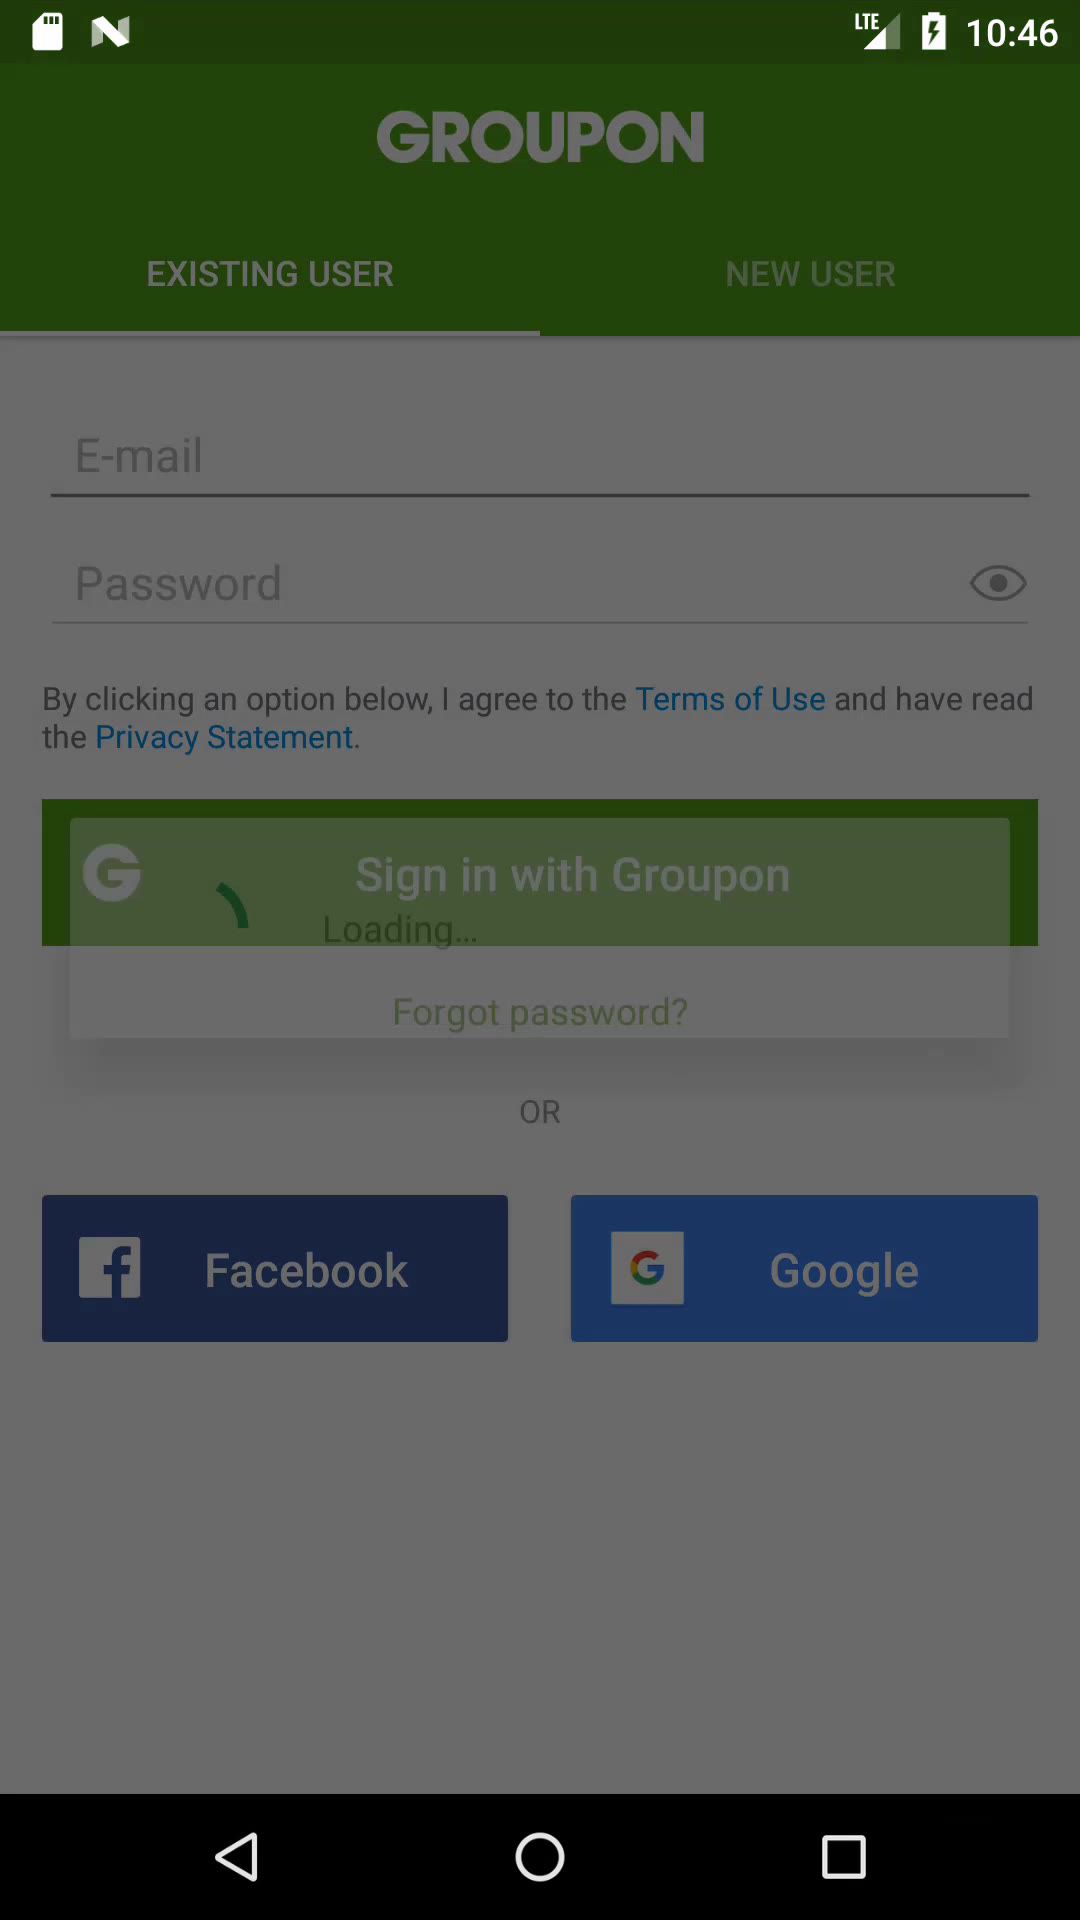 LTE 10:46
GROUPON
EXISTING USER NEW USER
E-mail
Password
By clicking an option below, I agree to the Terms of Use and have read
the Privacy Statement.
G Sign in with Groupon
Loading...
Forgot password?
OR
Facebook Google